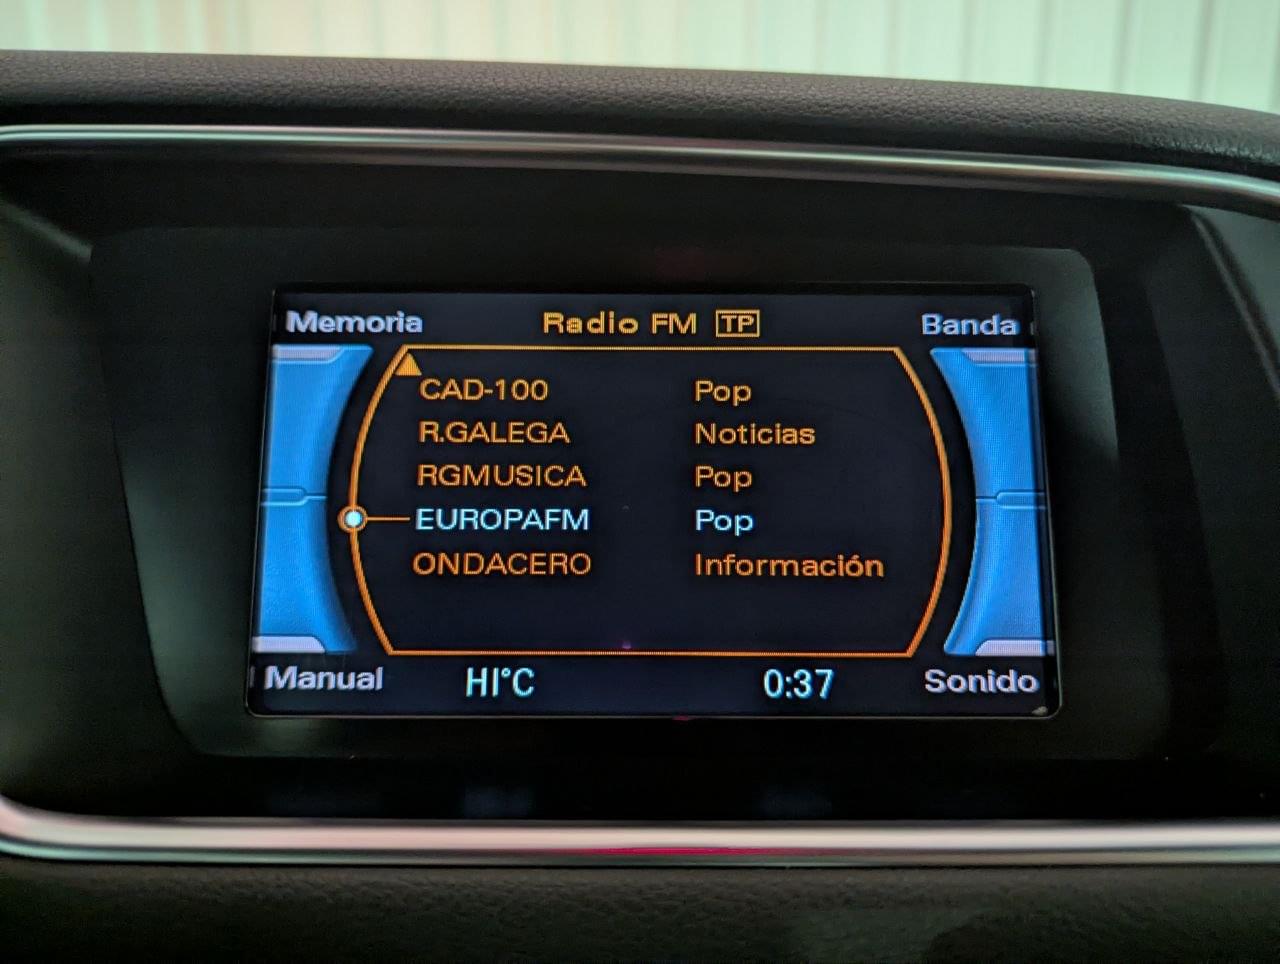 Memoria Radio FM TP Banda
CAD-100 Pop
R.GALEGA Noticias
RGMUSICA Pop
EUROPAFM Pop
ONDACERO Información
Manual HI°C 0:37 Sonido